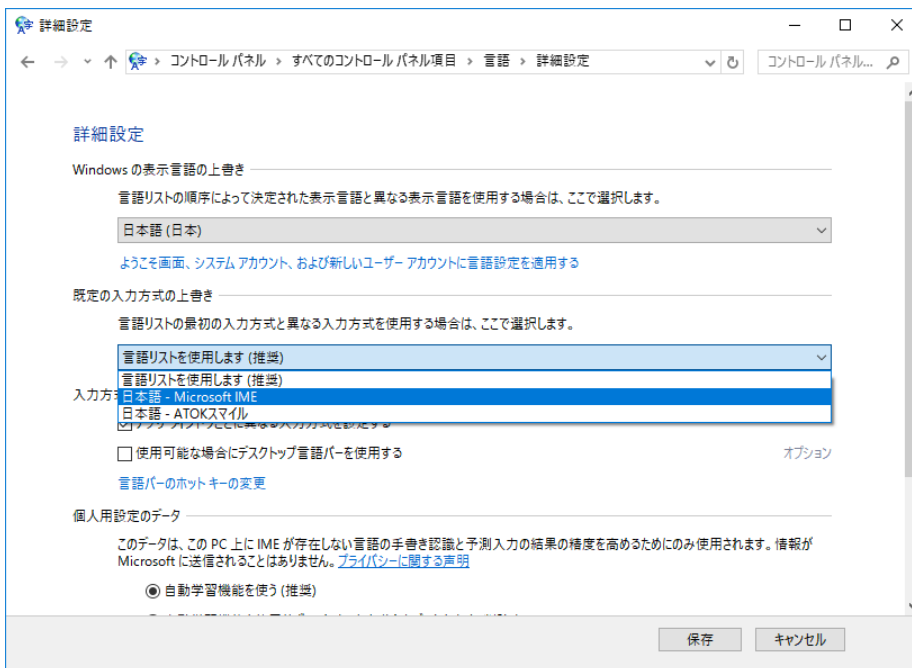 詳細設定
コントロール パネル › すべてのコントロール パネル項目 › 言語 › 詳細設定
コントロール パネル...
詳細設定
Windows の表示言語の上書き
言語リストの順序によって決定された表示言語と異なる表示言語を使用する場合は、ここで選択します。
日本語 (日本)
ようこそ画面、システム アカウント、および新しいユーザー アカウントに言語設定を適用する
既定の入力方式の上書き
言語リストの最初の入力方式と異なる入力方式を使用する場合は、ここで選択します。
言語リストを使用します (推奨)
言語リストを使用します (推奨)
入力方
日本語 - Microsoft IME
日本語 - ATOKスマイル
使用可能な場合にデスクトップ言語バーを使用する
オプション
言語バーのホット キーの変更
個人用設定のデータ
このデータは、この PC 上に IME が存在しない言語の手書き認識と予測入力の結果の精度を高めるためにのみ使用されます。情報が
Microsoft に送信されることはありません。プライバシーに関する声明
自動学習機能を使う (推奨)
保存
キャンセル